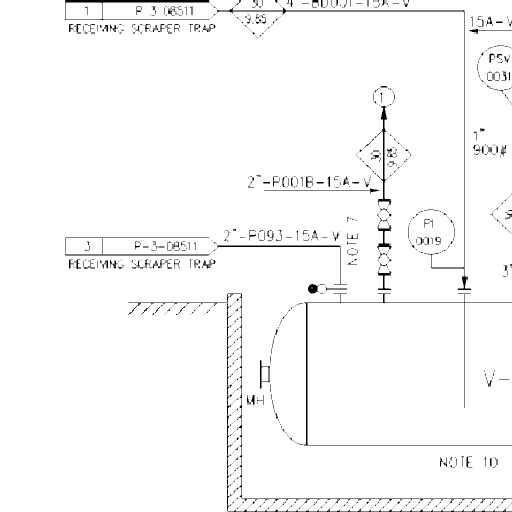 1 P-3-08511
RECEIVING SCRAPER TRAP
30
9.85
4"-BD001-15A-V
15A-V
PSV
0031
1
1"
900#
30
9.85
2"-P001B-15A-V
NOTE 7
PI
0019
3 P-3-08511
2"-P093-15A-V
RECEIVING SCRAPER TRAP
3"
MH
V-
NOTE 10